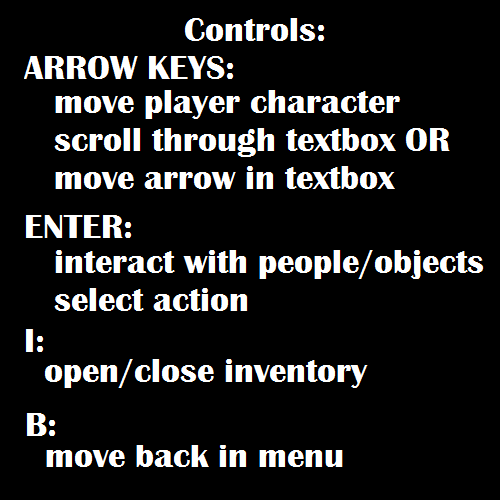 Controls:
ARROW KEYS:
move player character
scroll through textbox OR
move arrow in textbox
ENTER:
interact with people/objects
select action
I:
open/close inventory
B:
move back in menu